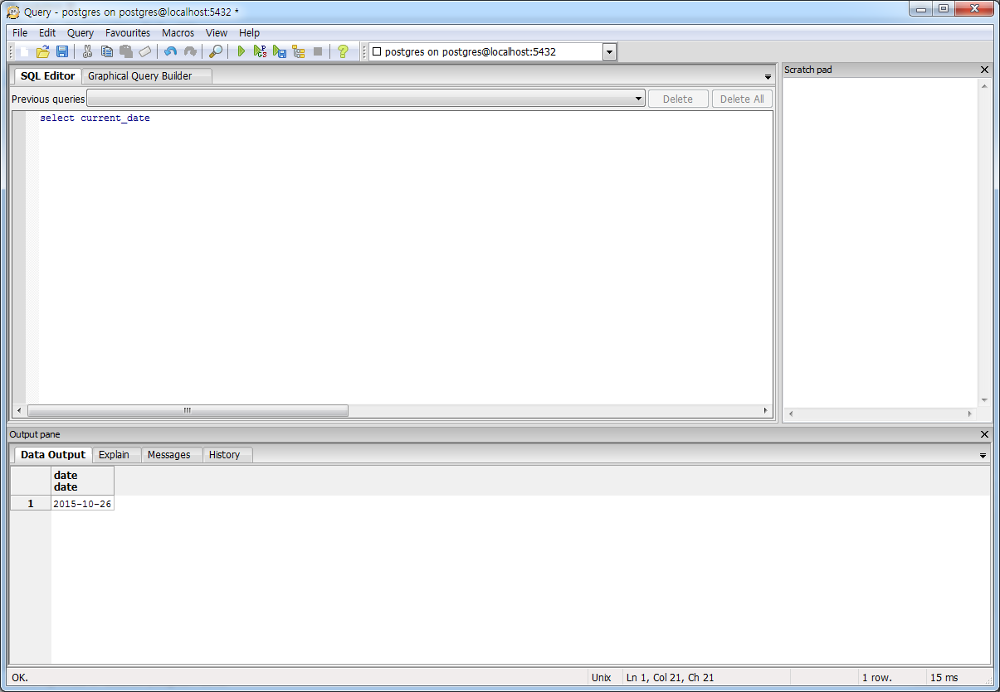 Query - postgres on postgres@localhost:5432 *
File Edit Query Favourites Macros View Help
postgres on postgres@localhost:5432
SQL Editor Graphical Query Builder
Scratch pad
Previous queries Delete Delete All
select current_date
Output pane
Data Output Explain Messages History
date
date
1 2015-10-26
OK. Unix Ln 1, Col 21, Ch 21 1 row. 15 ms